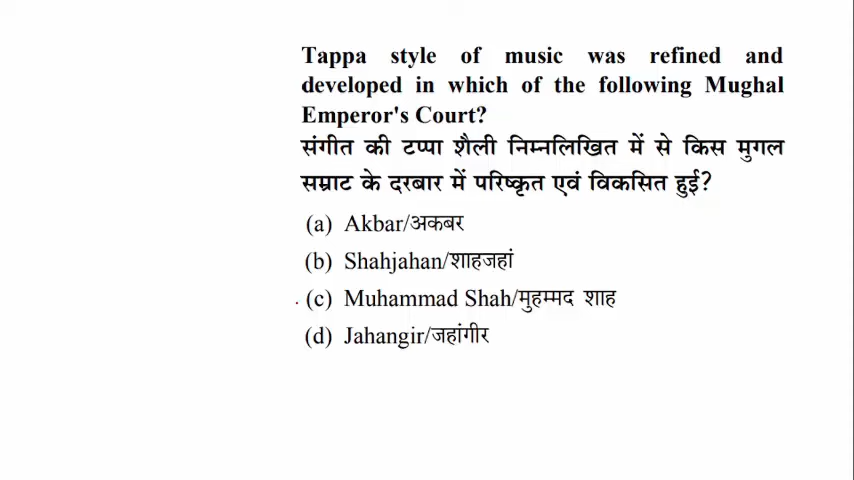 Tappa style of music was refined and
developed in which of the following Mughal
Emperor's Court?
संगीत की टप्पा शैली निम्नलिखित में से किस मुगल
सम्राट के दरबार में परिष्कृत एवं विकसित हुई?
(a) Akbar/अकबर
(b) Shahjahan/शाहजहां
(c) Muhammad Shah/मुहम्मद शाह
(d) Jahangir/जहांगीर